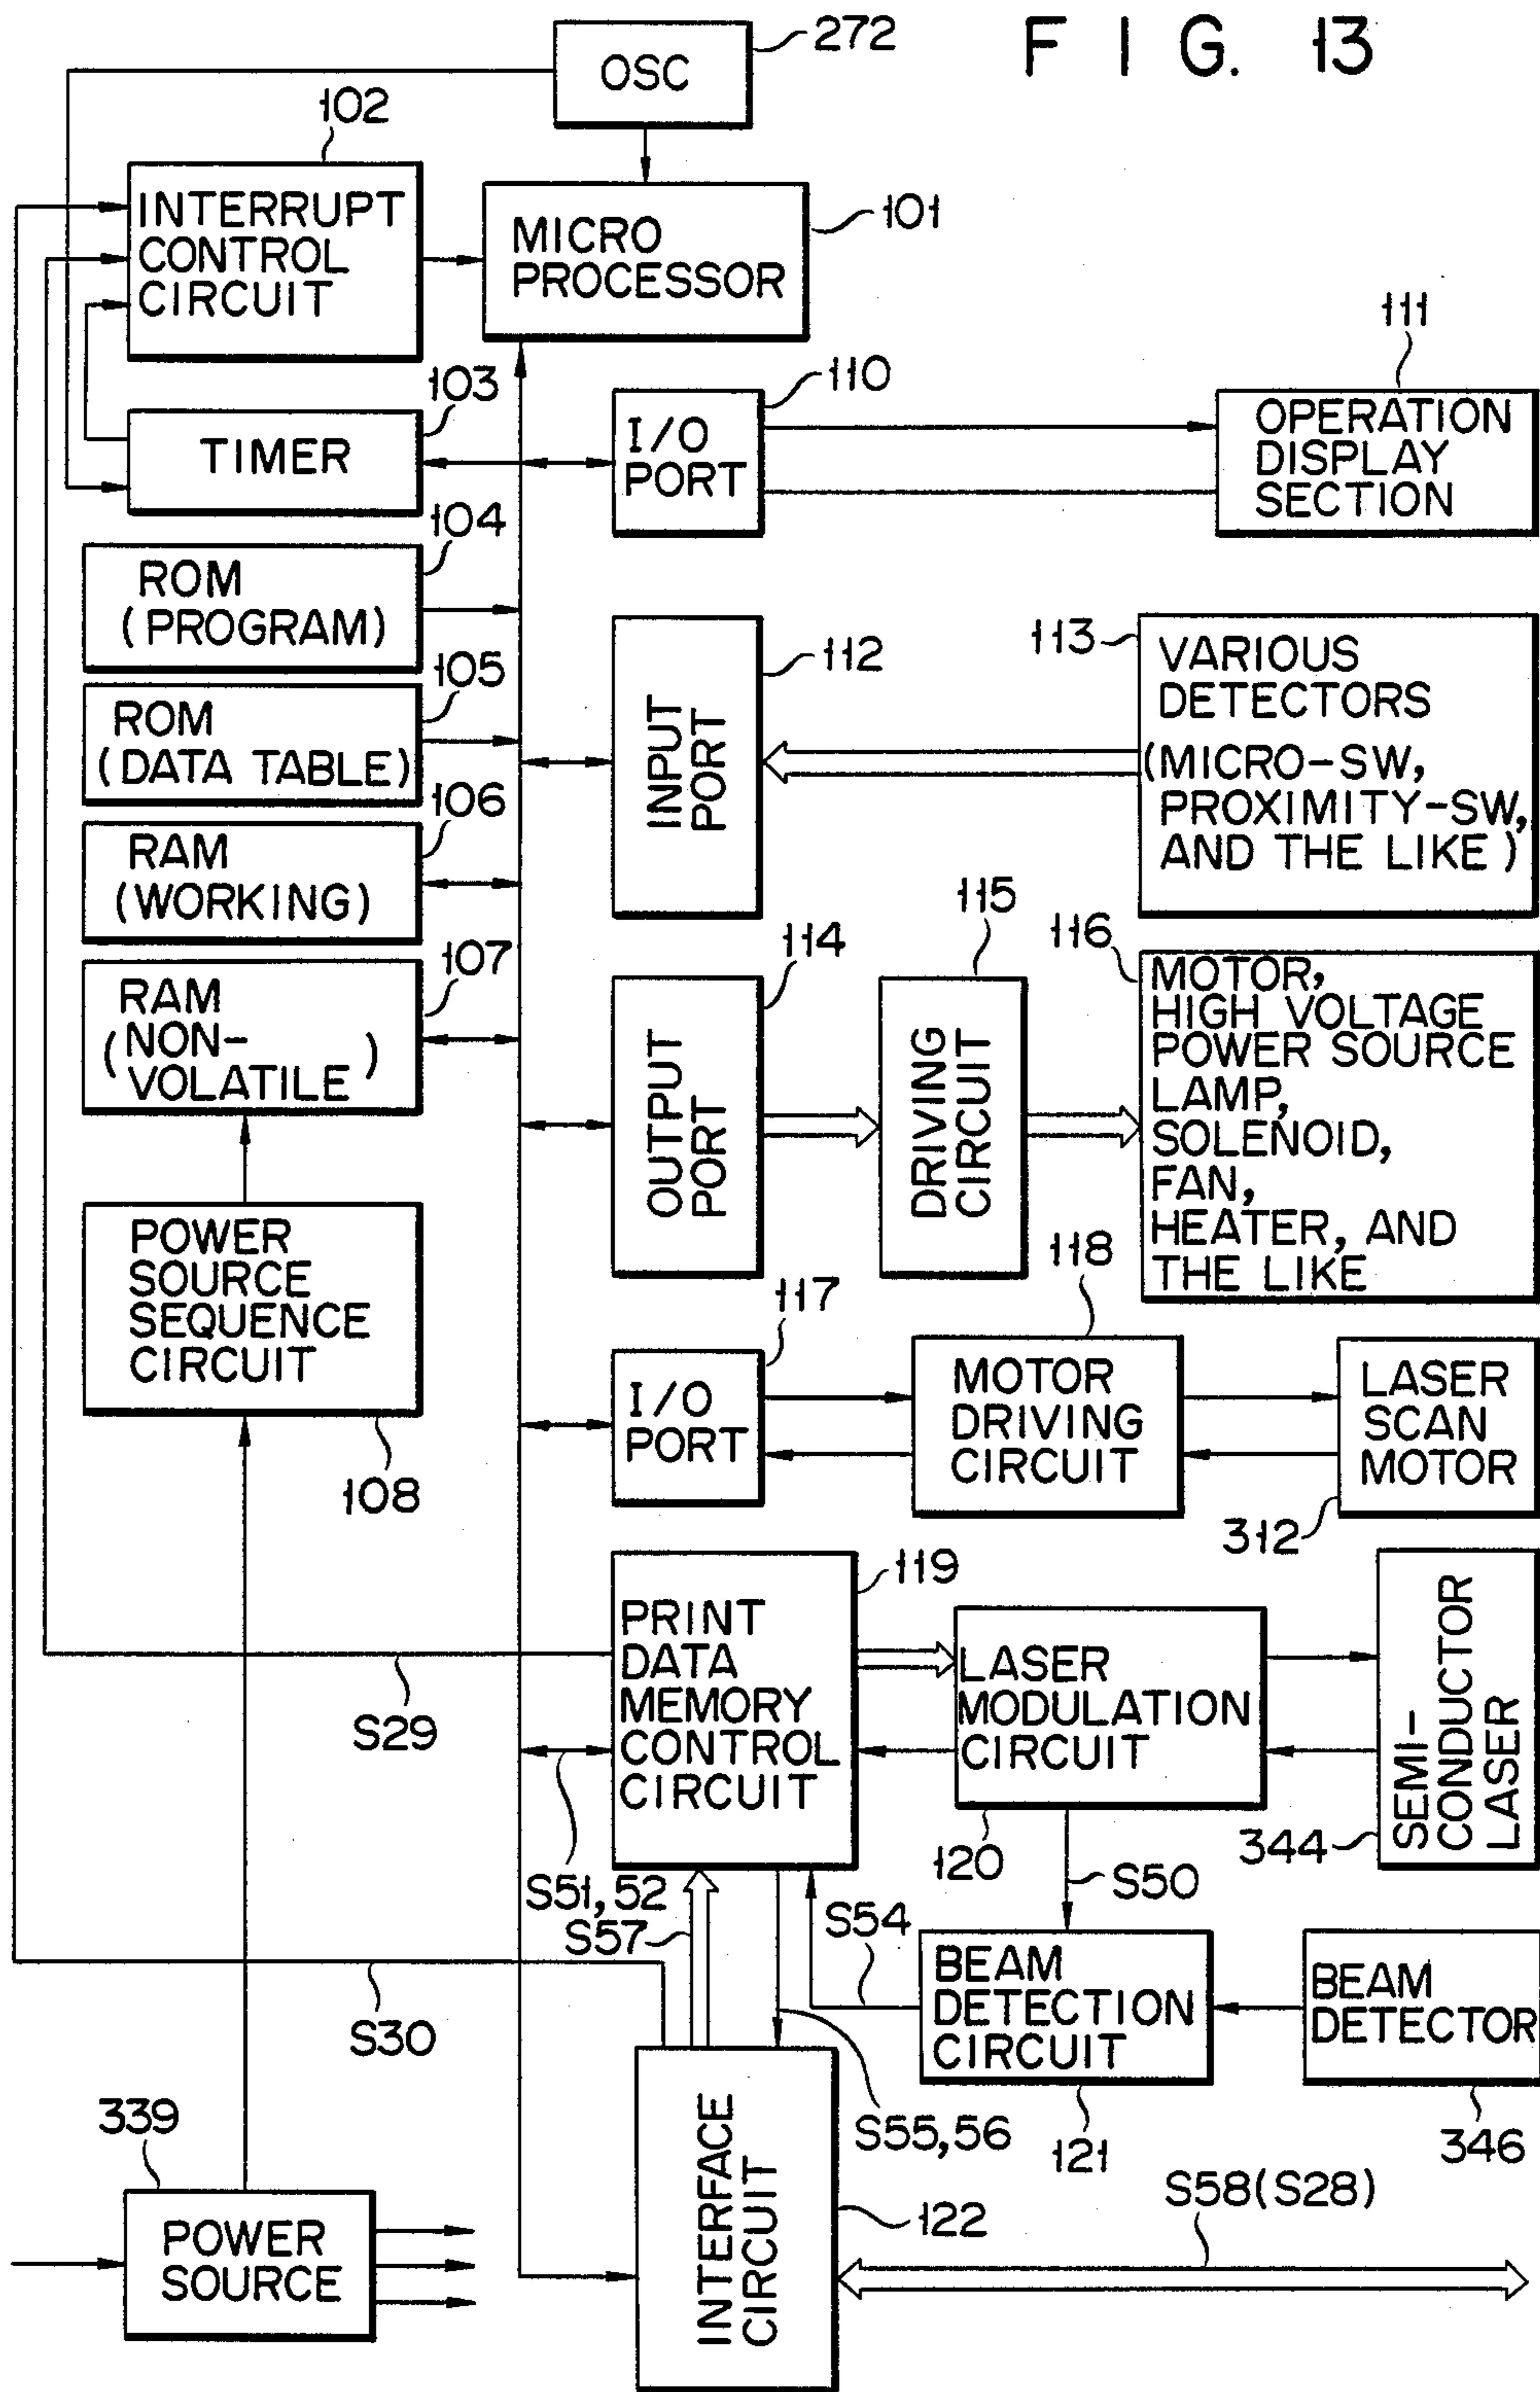 FIG. 13
272
OSC
102
INTERRUPT
CONTROL
CIRCUIT
MICRO
PROCESSOR
101
103
TIMER
110
I/O
PORT
111
OPERATION
DISPLAY
SECTION
104
ROM
(PROGRAM)
105
ROM
(DATA TABLE)
106
RAM
(WORKING)
107
RAM
(NON-
VOLATILE)
112
INPUT
PORT
113
VARIOUS
DETECTORS
(MICRO-SW,
PROXIMITY-SW,
AND THE LIKE)
114
OUTPUT
PORT
115
DRIVING
CIRCUIT
116
MOTOR,
HIGH VOLTAGE
POWER SOURCE
LAMP,
SOLENOID,
FAN,
HEATER, AND
THE LIKE
POWER
SOURCE
SEQUENCE
CIRCUIT
108
117
I/O
PORT
118
MOTOR
DRIVING
CIRCUIT
LASER
SCAN
MOTOR
312
119
PRINT
DATA
MEMORY
CONTROL
CIRCUIT
LASER
MODULATION
CIRCUIT
120
SEMI-
CONDUCTOR
LASER
344
S29
S51,52
S57
S50
S54
S30
BEAM
DETECTION
CIRCUIT
121
BEAM
DETECTOR
346
S55,56
339
POWER
SOURCE
INTERFACE
CIRCUIT
122
S58(S28)